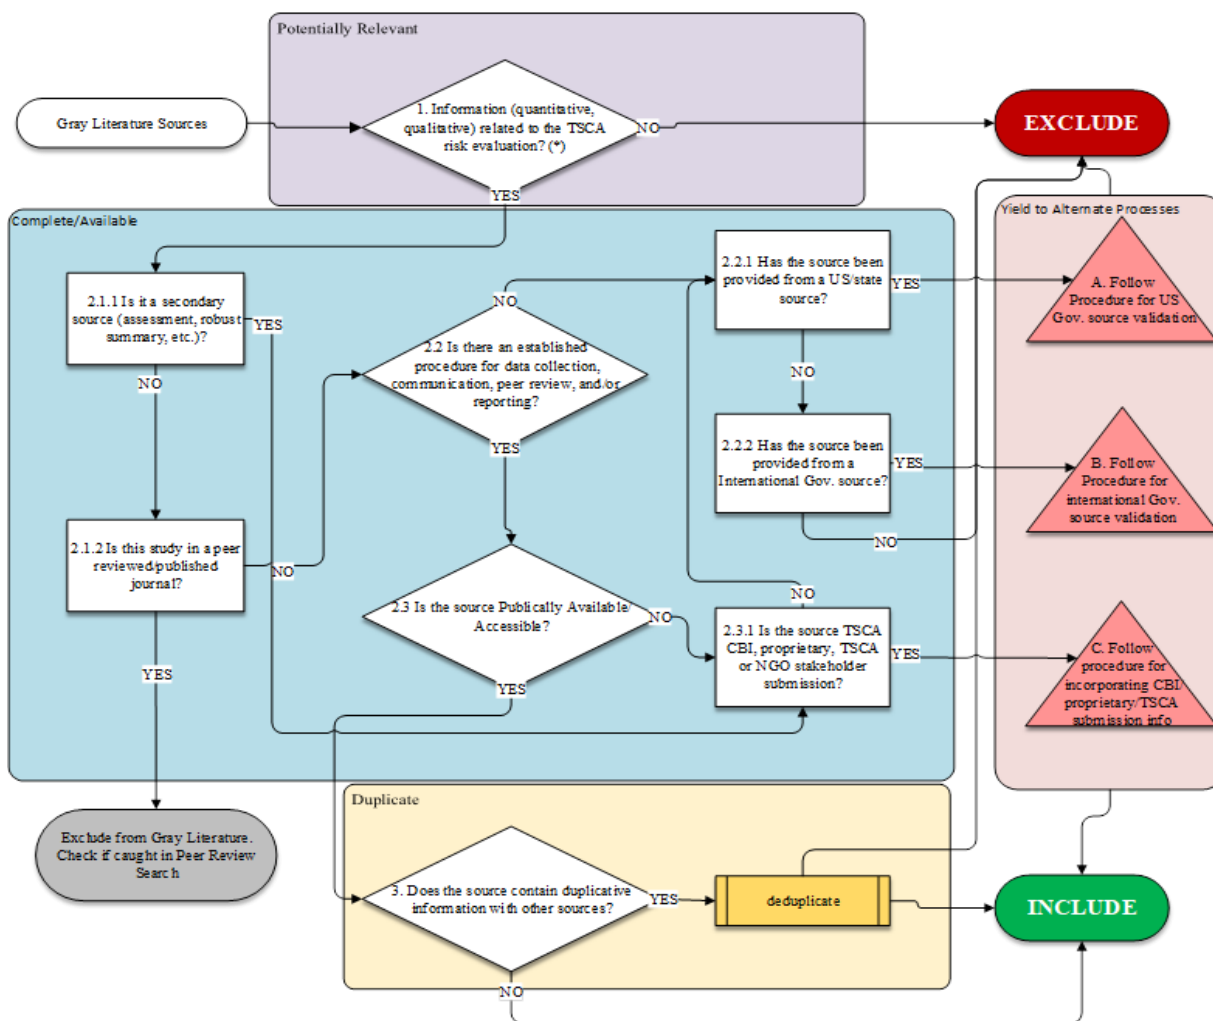 Potentially Relevant
Gray Literature Sources
1. Information (quantitative,
qualitative) related to the TSCA
risk evaluation? (*)
NO
EXCLUDE
YES
Complete/Available
Yield to Alternate Processes
2.1.1 Is it a secondary
source (assessment, robust
summary, etc.)?
YES
NO
2.2 Is there an established
procedure for data collection,
communication, peer review, and/or
reporting?
NO
YES
2.2.1 Has the source been
provided from a US/state
source?
YES
NO
A. Follow
Procedure for US
Gov. source validation
2.2.2 Has the source been
provided from a
International Gov. source?
YES
NO
B. Follow
Procedure for
international Gov.
source validation
2.1.2 Is this study in a peer
reviewed/published
journal?
NO
YES
2.3 Is the source Publically Available/
Accessible?
NO
YES
NO
2.3.1 Is the source TSCA
CBI, proprietary, TSCA
or NGO stakeholder
submission?
YES
C. Follow
procedure for
incorporating CBI/
proprietary/TSCA
submission info
Exclude from Gray Literature.
Check if caught in Peer Review
Search
Duplicate
3. Does the source contain duplicative
information with other sources?
YES
deduplicate
INCLUDE
NO